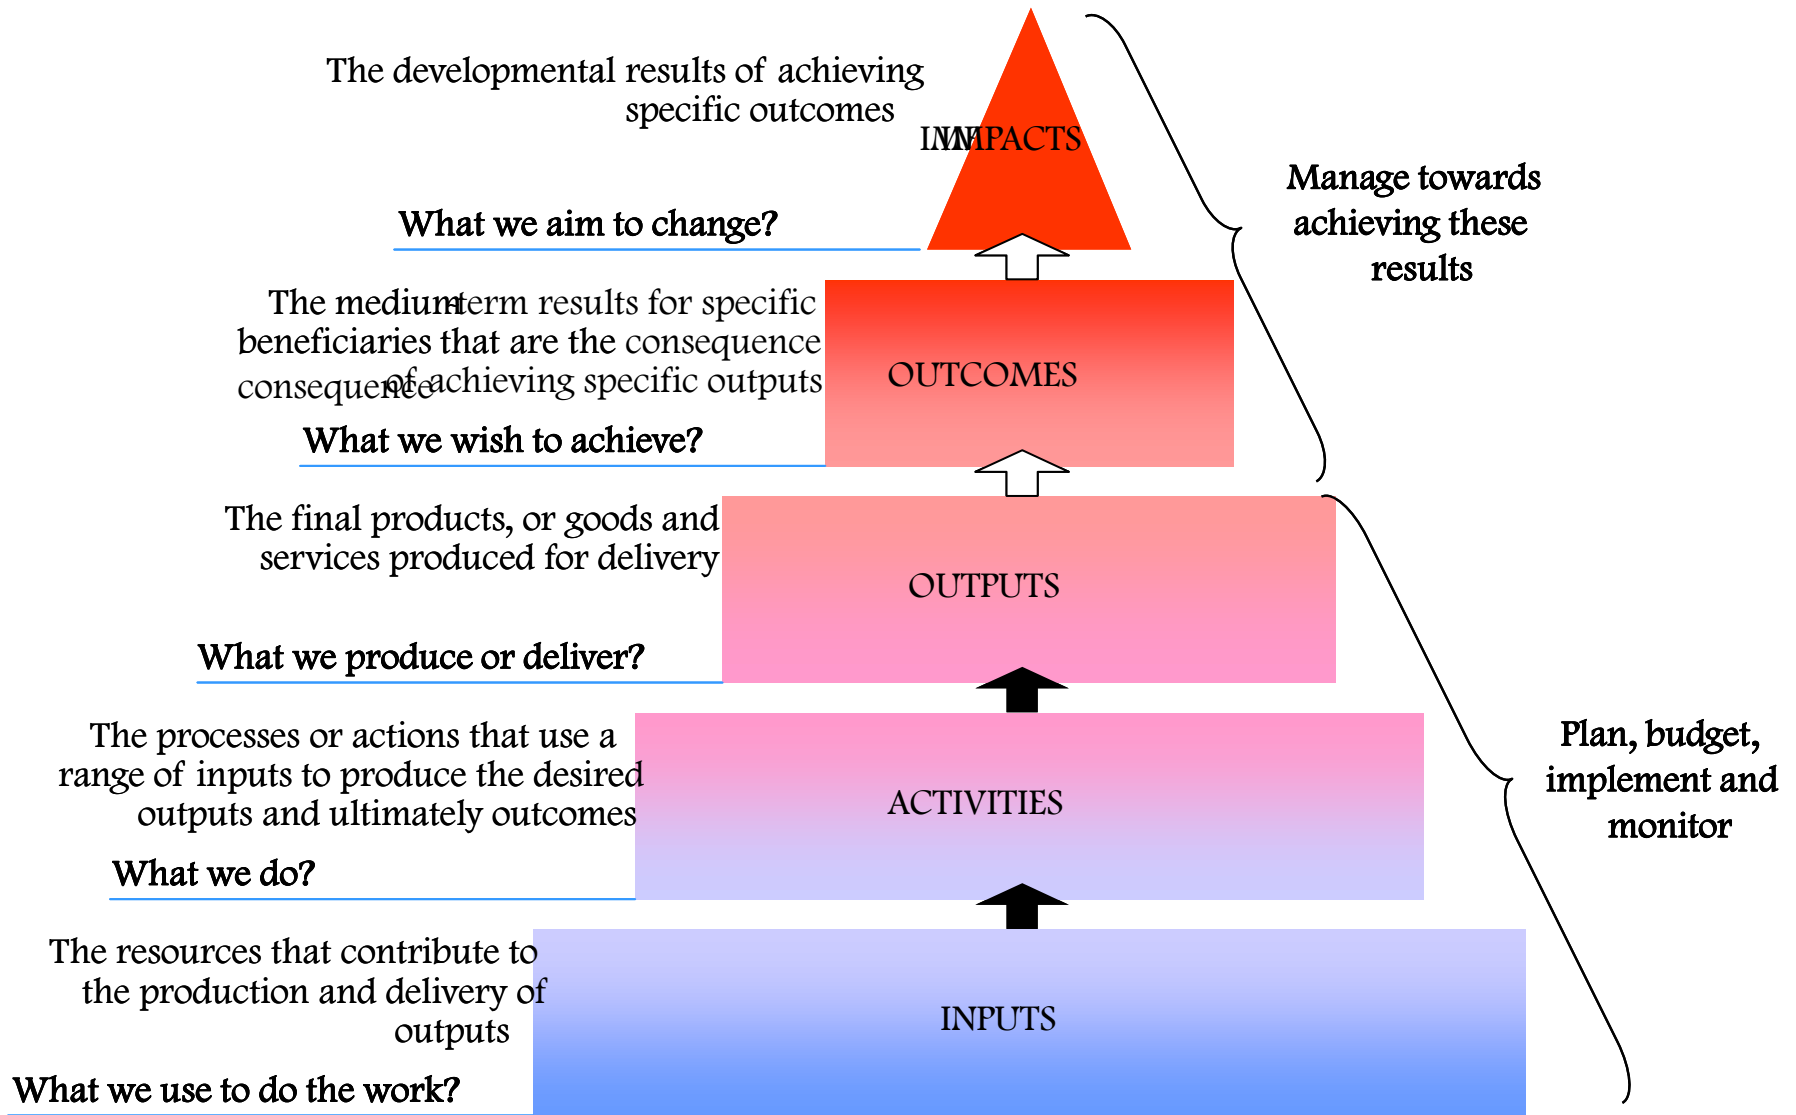 The developmental results of achieving
specific outcomes
IMPACTS
What we aim to change?
Manage towards
achieving these
results
The medium-term results for specific
beneficiaries that are the consequence
consequence of achieving specific outputs
OUTCOMES
What we wish to achieve?
The final products, or goods and
services produced for delivery
OUTPUTS
What we produce or deliver?
The processes or actions that use a
range of inputs to produce the desired
outputs and ultimately outcomes
ACTIVITIES
What we do?
Plan, budget,
implement and
monitor
The resources that contribute to
the production and delivery of
outputs
INPUTS
What we use to do the work?